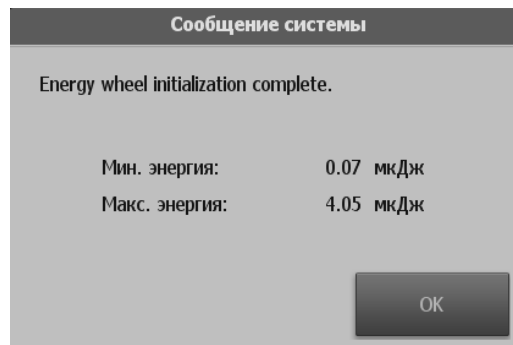 Сообщение системы
Energy wheel initialization complete.
Мин. энергия: 0.07 мкДж
Макс. энергия: 4.05 мкДж
OK